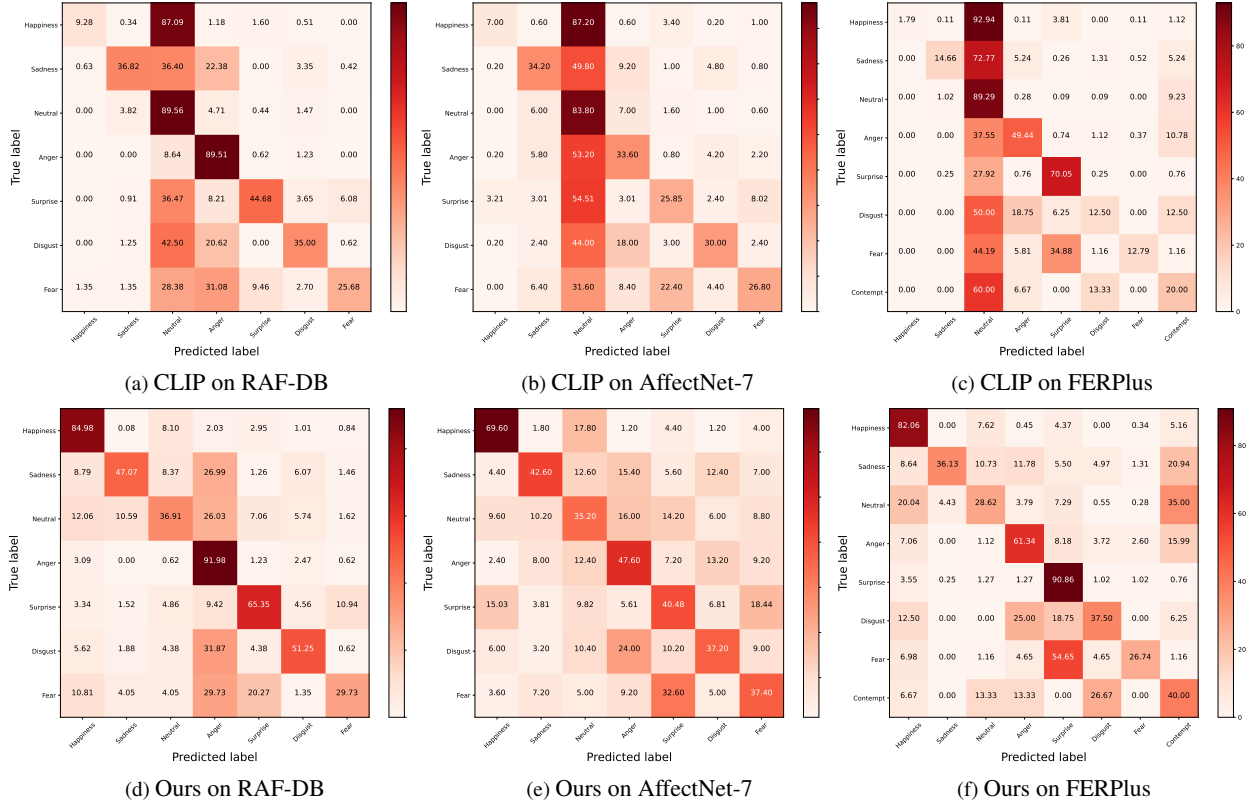 True label
Happiness 9.28 0.34 87.09 1.18 1.60 0.51 0.00
Sadness 0.63 36.82 36.40 22.38 0.00 3.35 0.42
Neutral 0.00 3.82 89.56 4.71 0.44 1.47 0.00
Anger 0.00 0.00 8.64 89.51 0.62 1.23 0.00
Surprise 0.00 0.91 36.47 8.21 44.68 3.65 6.08
Disgust 0.00 1.25 42.50 20.62 0.00 35.00 0.62
Fear 1.35 1.35 28.38 31.08 9.46 2.70 25.68
Happiness Sadness Neutral Anger Surprise Disgust Fear
Predicted label
(a) CLIP on RAF-DB
True label
Happiness 7.00 0.60 87.20 0.60 3.40 0.20 1.00
Sadness 0.20 34.20 49.80 9.20 1.00 4.80 0.80
Neutral 0.00 6.00 83.80 7.00 1.60 1.00 0.60
Anger 0.20 5.80 53.20 33.60 0.80 4.20 2.20
Surprise 3.21 3.01 54.51 3.01 25.85 2.40 8.02
Disgust 0.20 2.40 44.00 18.00 3.00 30.00 2.40
Fear 0.00 6.40 31.60 8.40 22.40 4.40 26.80
Happiness Sadness Neutral Anger Surprise Disgust Fear
Predicted label
(b) CLIP on AffectNet-7
True label
Happiness 1.79 0.11 92.94 0.11 3.81 0.00 0.11 1.12
Sadness 0.00 14.66 72.77 5.24 0.26 1.31 0.52 5.24
Neutral 0.00 1.02 89.29 0.28 0.09 0.09 0.00 9.23
Anger 0.00 0.00 37.55 49.44 0.74 1.12 0.37 10.78
Surprise 0.00 0.25 27.92 0.76 70.05 0.25 0.00 0.76
Disgust 0.00 0.00 50.00 18.75 6.25 12.50 0.00 12.50
Fear 0.00 0.00 44.19 5.81 34.88 1.16 12.79 1.16
Contempt 0.00 0.00 60.00 6.67 0.00 13.33 0.00 20.00
Happiness Sadness Neutral Anger Surprise Disgust Fear Contempt
Predicted label
80
60
40
20
0
(c) CLIP on FERPlus
True label
Happiness 84.98 0.08 8.10 2.03 2.95 1.01 0.84
Sadness 8.79 47.07 8.37 26.99 1.26 6.07 1.46
Neutral 12.06 10.59 36.91 26.03 7.06 5.74 1.62
Anger 3.09 0.00 0.62 91.98 1.23 2.47 0.62
Surprise 3.34 1.52 4.86 9.42 65.35 4.56 10.94
Disgust 5.62 1.88 4.38 31.87 4.38 51.25 0.62
Fear 10.81 4.05 4.05 29.73 20.27 1.35 29.73
Happiness Sadness Neutral Anger Surprise Disgust Fear
Predicted label
(d) Ours on RAF-DB
True label
Happiness 69.60 1.80 17.80 1.20 4.40 1.20 4.00
Sadness 4.40 42.60 12.60 15.40 5.60 12.40 7.00
Neutral 9.60 10.20 35.20 16.00 14.20 6.00 8.80
Anger 2.40 8.00 12.40 47.60 7.20 13.20 9.20
Surprise 15.03 3.81 9.82 5.61 40.48 6.81 18.44
Disgust 6.00 3.20 10.40 24.00 10.20 37.20 9.00
Fear 3.60 7.20 5.00 9.20 32.60 5.00 37.40
Happiness Sadness Neutral Anger Surprise Disgust Fear
Predicted label
(e) Ours on AffectNet-7
True label
Happiness 82.06 0.00 7.62 0.45 4.37 0.00 0.34 5.16
Sadness 8.64 36.13 10.73 11.78 5.50 4.97 1.31 20.94
Neutral 20.04 4.43 28.62 3.79 7.29 0.55 0.28 35.00
Anger 7.06 0.00 1.12 61.34 8.18 3.72 2.60 15.99
Surprise 3.55 0.25 1.27 1.27 90.86 1.02 1.02 0.76
Disgust 12.50 0.00 0.00 25.00 18.75 37.50 0.00 6.25
Fear 6.98 0.00 1.16 4.65 54.65 4.65 26.74 1.16
Contempt 6.67 0.00 13.33 13.33 0.00 26.67 0.00 40.00
Happiness Sadness Neutral Anger Surprise Disgust Fear Contempt
Predicted label
80
60
40
20
0
(f) Ours on FERPlus